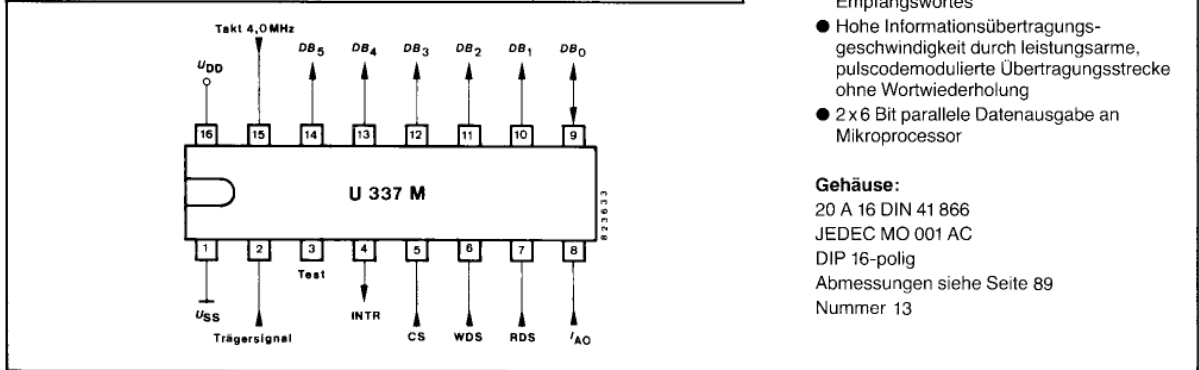 Takt 4,0MHz
UDD
DB5
DB4
DB3
DB2
DB1
DB0
16
15
14
13
12
11
10
9
U 337 M
823633
1
2
3
4
5
6
7
8
Test
USS
Trägersignal
INTR
CS
WDS
RDS
IAO
Empfangswortes
● Hohe Informationsübertragungs-
geschwindigkeit durch leistungsarme,
pulscodemodulierte Übertragungsstrecke
ohne Wortwiederholung
● 2x6 Bit parallele Datenausgabe an
Mikroprocessor
Gehäuse:
20 A 16 DIN 41 866
JEDEC MO 001 AC
DIP 16-polig
Abmessungen siehe Seite 89
Nummer 13